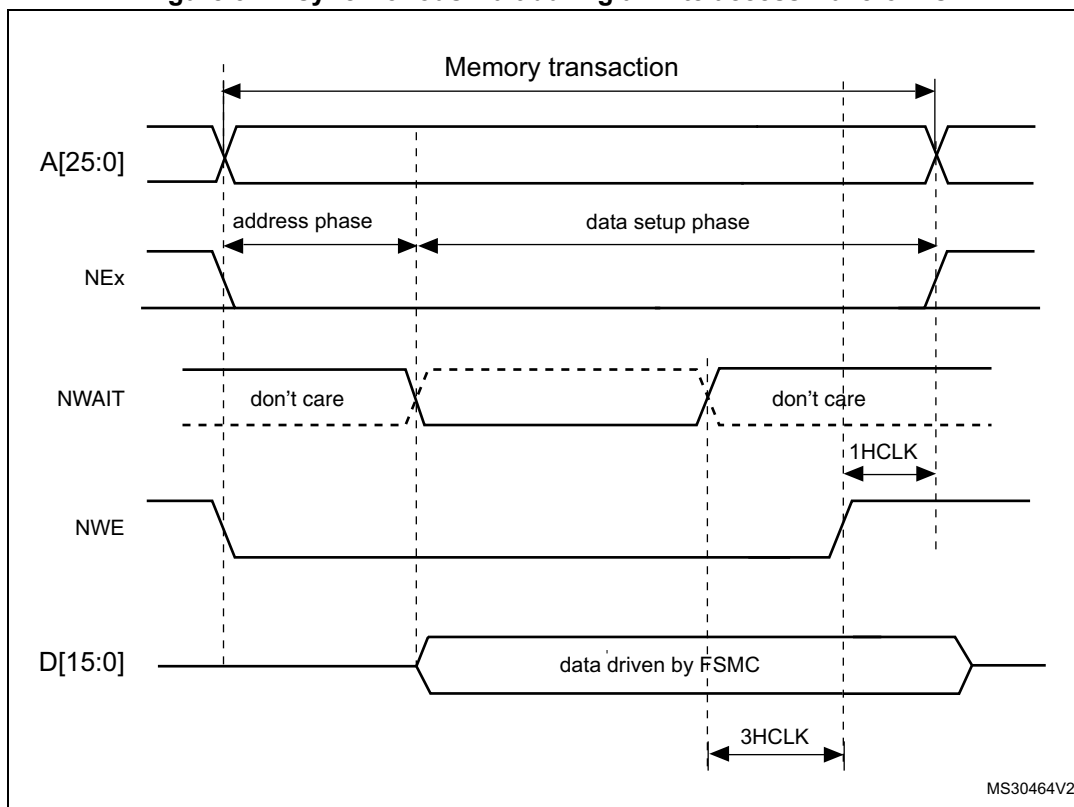 Memory transaction
A[25:0]
address phase
data setup phase
NEx
NWAIT
don't care
don't care
1HCLK
NWE
D[15:0]
data driven by FSMC
3HCLK
MS30464V2